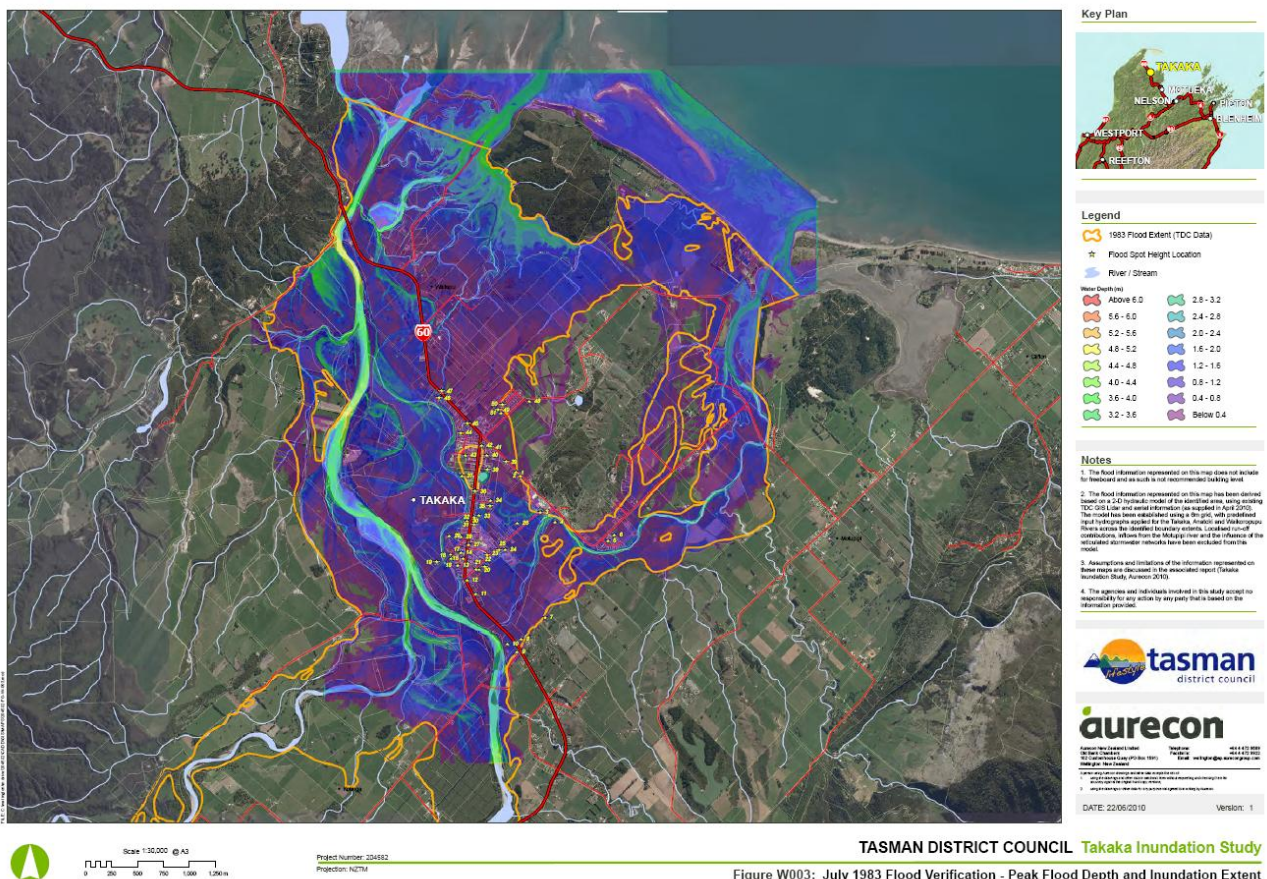 Key Plan
TAKAKA
MOTUEKA
NELSON
PICTON
BLENHEIM
WESTPORT
REEFTON
Legend
1983 Flood Extent (TDC Data)
Flood Spot Height Location
River / Stream
Water Depth (m)
Above 6.0
5.6 - 6.0
5.2 - 5.6
4.8 - 5.2
4.4 - 4.8
4.0 - 4.4
3.6 - 4.0
3.2 - 3.6
2.8 - 3.2
2.4 - 2.8
2.0 - 2.4
1.6 - 2.0
1.2 - 1.6
0.8 - 1.2
0.4 - 0.8
Below 0.4
Notes
1. The flood information represented on this map does not include
for freeboard and as such is not recommended building level.
2. The flood information represented on this map has been derived
based on a 2-D hydraulic model of the identified area, using existing
TDC GIS Lidar and aerial information (as supplied in April 2010).
The model has been established using a 9m grid, with predefined
input hydrographs applied for the Takaka, Anatoki and Waikoropupu
Rivers across the identified boundary extents. Localised run-off
contributions, inflows from the Motupipi river and the influence of the
reticulated stormwater networks have been excluded from this
model.
3. Assumptions and limitations of the information represented on
these maps are discussed in the associated report (Takaka
Inundation Study, Aurecon 2010).
4. The agencies and individuals involved in this study accept no
responsibility for any action by any party that is based on the
information provided.
60
TAKAKA
Motupipi
tasman
district council
aurecon
Aurecon New Zealand Limited
Wellington New Zealand
DATE: 22/06/2010
Version: 1
Scale 1:30,000 @ A3
0 250 500 750 1,000 1,250 m
Project Number: 204582
Projection: NZTM
TASMAN DISTRICT COUNCIL Takaka Inundation Study
Figure W003: July 1983 Flood Verification - Peak Flood Depth and Inundation Extent